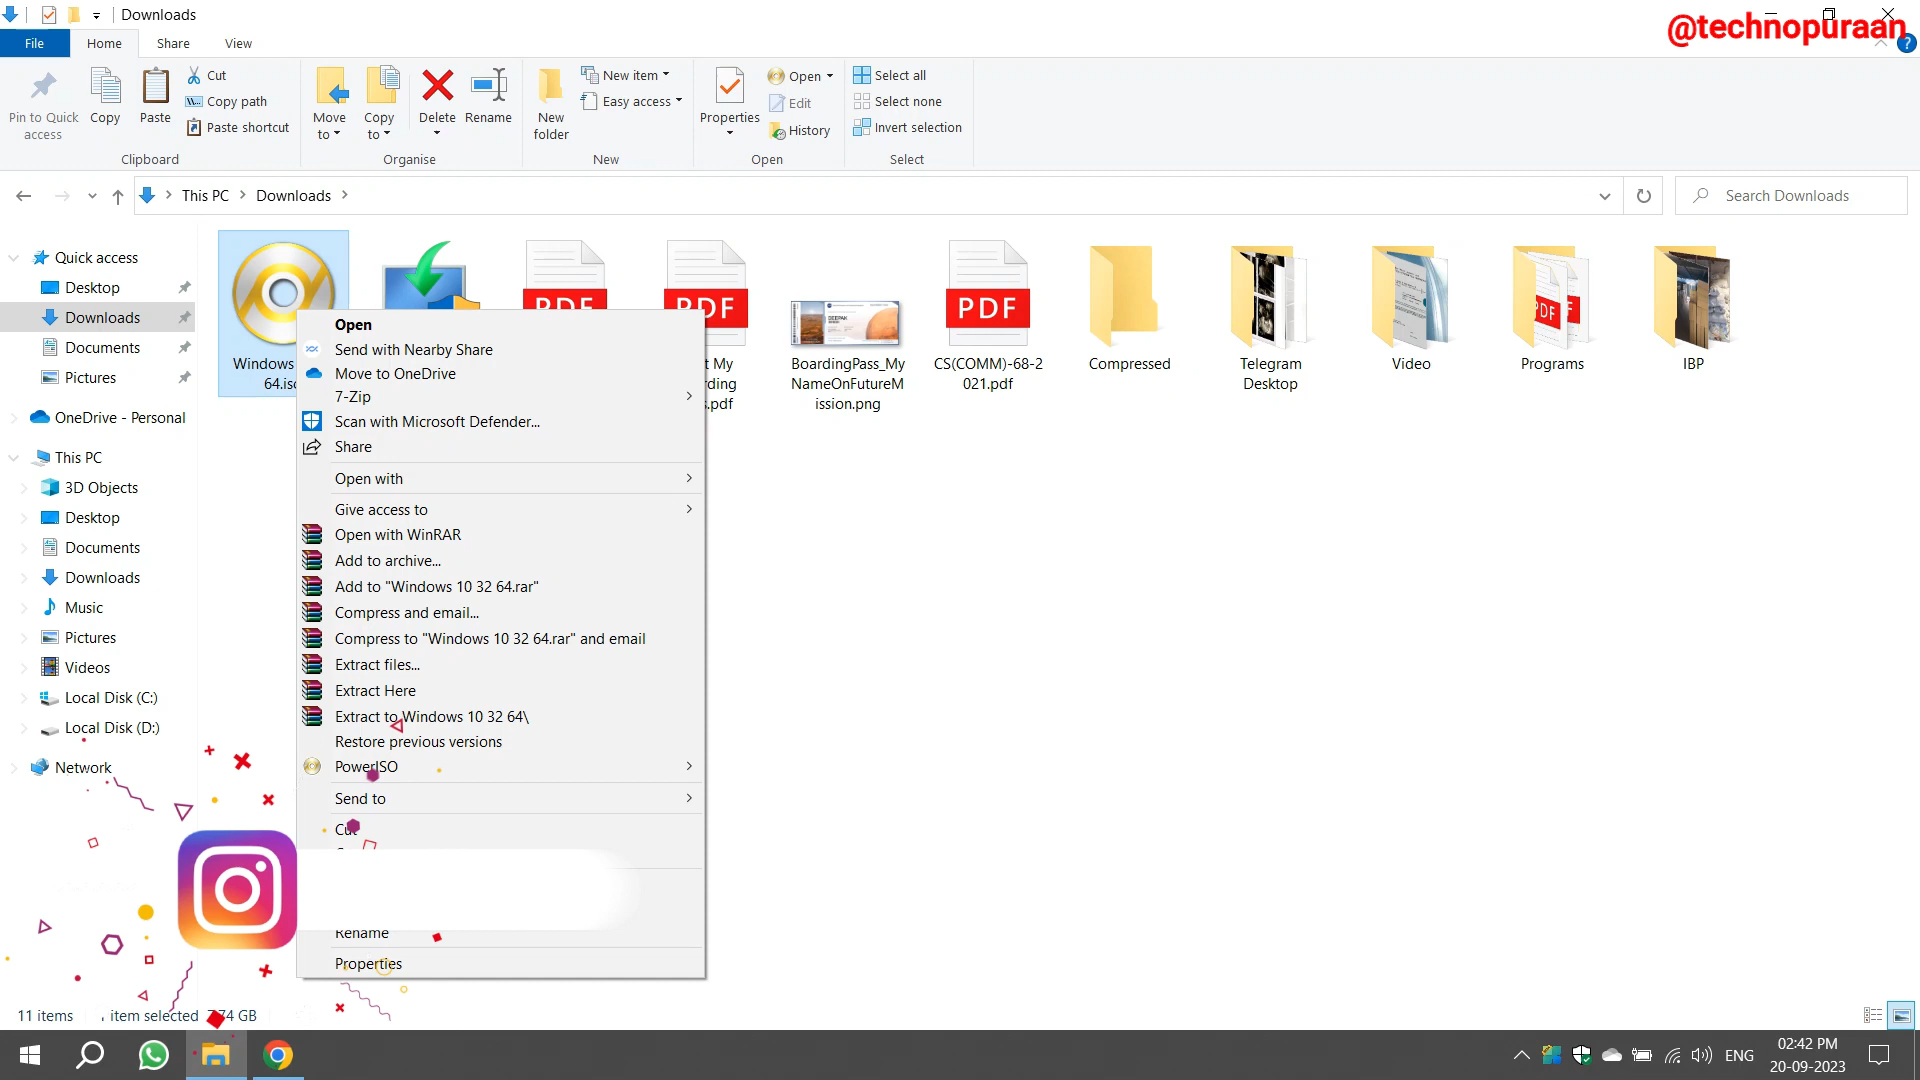 Downloads
@technopuraan
File
Home
Share
View
Pin to Quick access
Copy
Paste
Cut
Copy path
Paste shortcut
Clipboard
Move to
Copy to
Delete
Rename
Organise
New folder
New item
Easy access
New
Properties
Open
Edit
History
Open
Select all
Select none
Invert selection
Select
This PC
Downloads
Search Downloads
Quick access
Desktop
Downloads
Documents
Pictures
OneDrive - Personal
This PC
3D Objects
Desktop
Documents
Downloads
Music
Pictures
Videos
Local Disk (C:)
Local Disk (D:)
Network
Windows
64.iso
PDF
PDF
t My
rding
s.pdf
DEEPAK
BoardingPass_My
NameOnFutureM
ission.png
PDF
CS(COMM)-68-2
021.pdf
Compressed
Telegram
Desktop
Video
PDF
Programs
IBP
Open
Send with Nearby Share
Move to OneDrive
7-Zip
Scan with Microsoft Defender...
Share
Open with
Give access to
Open with WinRAR
Add to archive...
Add to "Windows 10 32 64.rar"
Compress and email...
Compress to "Windows 10 32 64.rar" and email
Extract files...
Extract Here
Extract to Windows 10 32 64\
Restore previous versions
PowerISO
Send to
Cut
Rename
Properties
11 items
item selected
7.74 GB
ENG
02:42 PM
20-09-2023